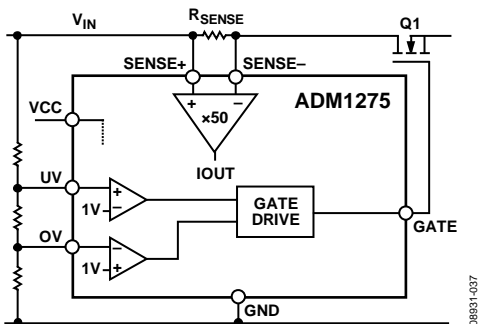 VIN RSENSE Q1
SENSE+ SENSE–
ADM1275
VCC
+ –
×50
IOUT
UV
+
1V –
GATE
DRIVE
GATE
OV
–
1V +
GND
08931-037